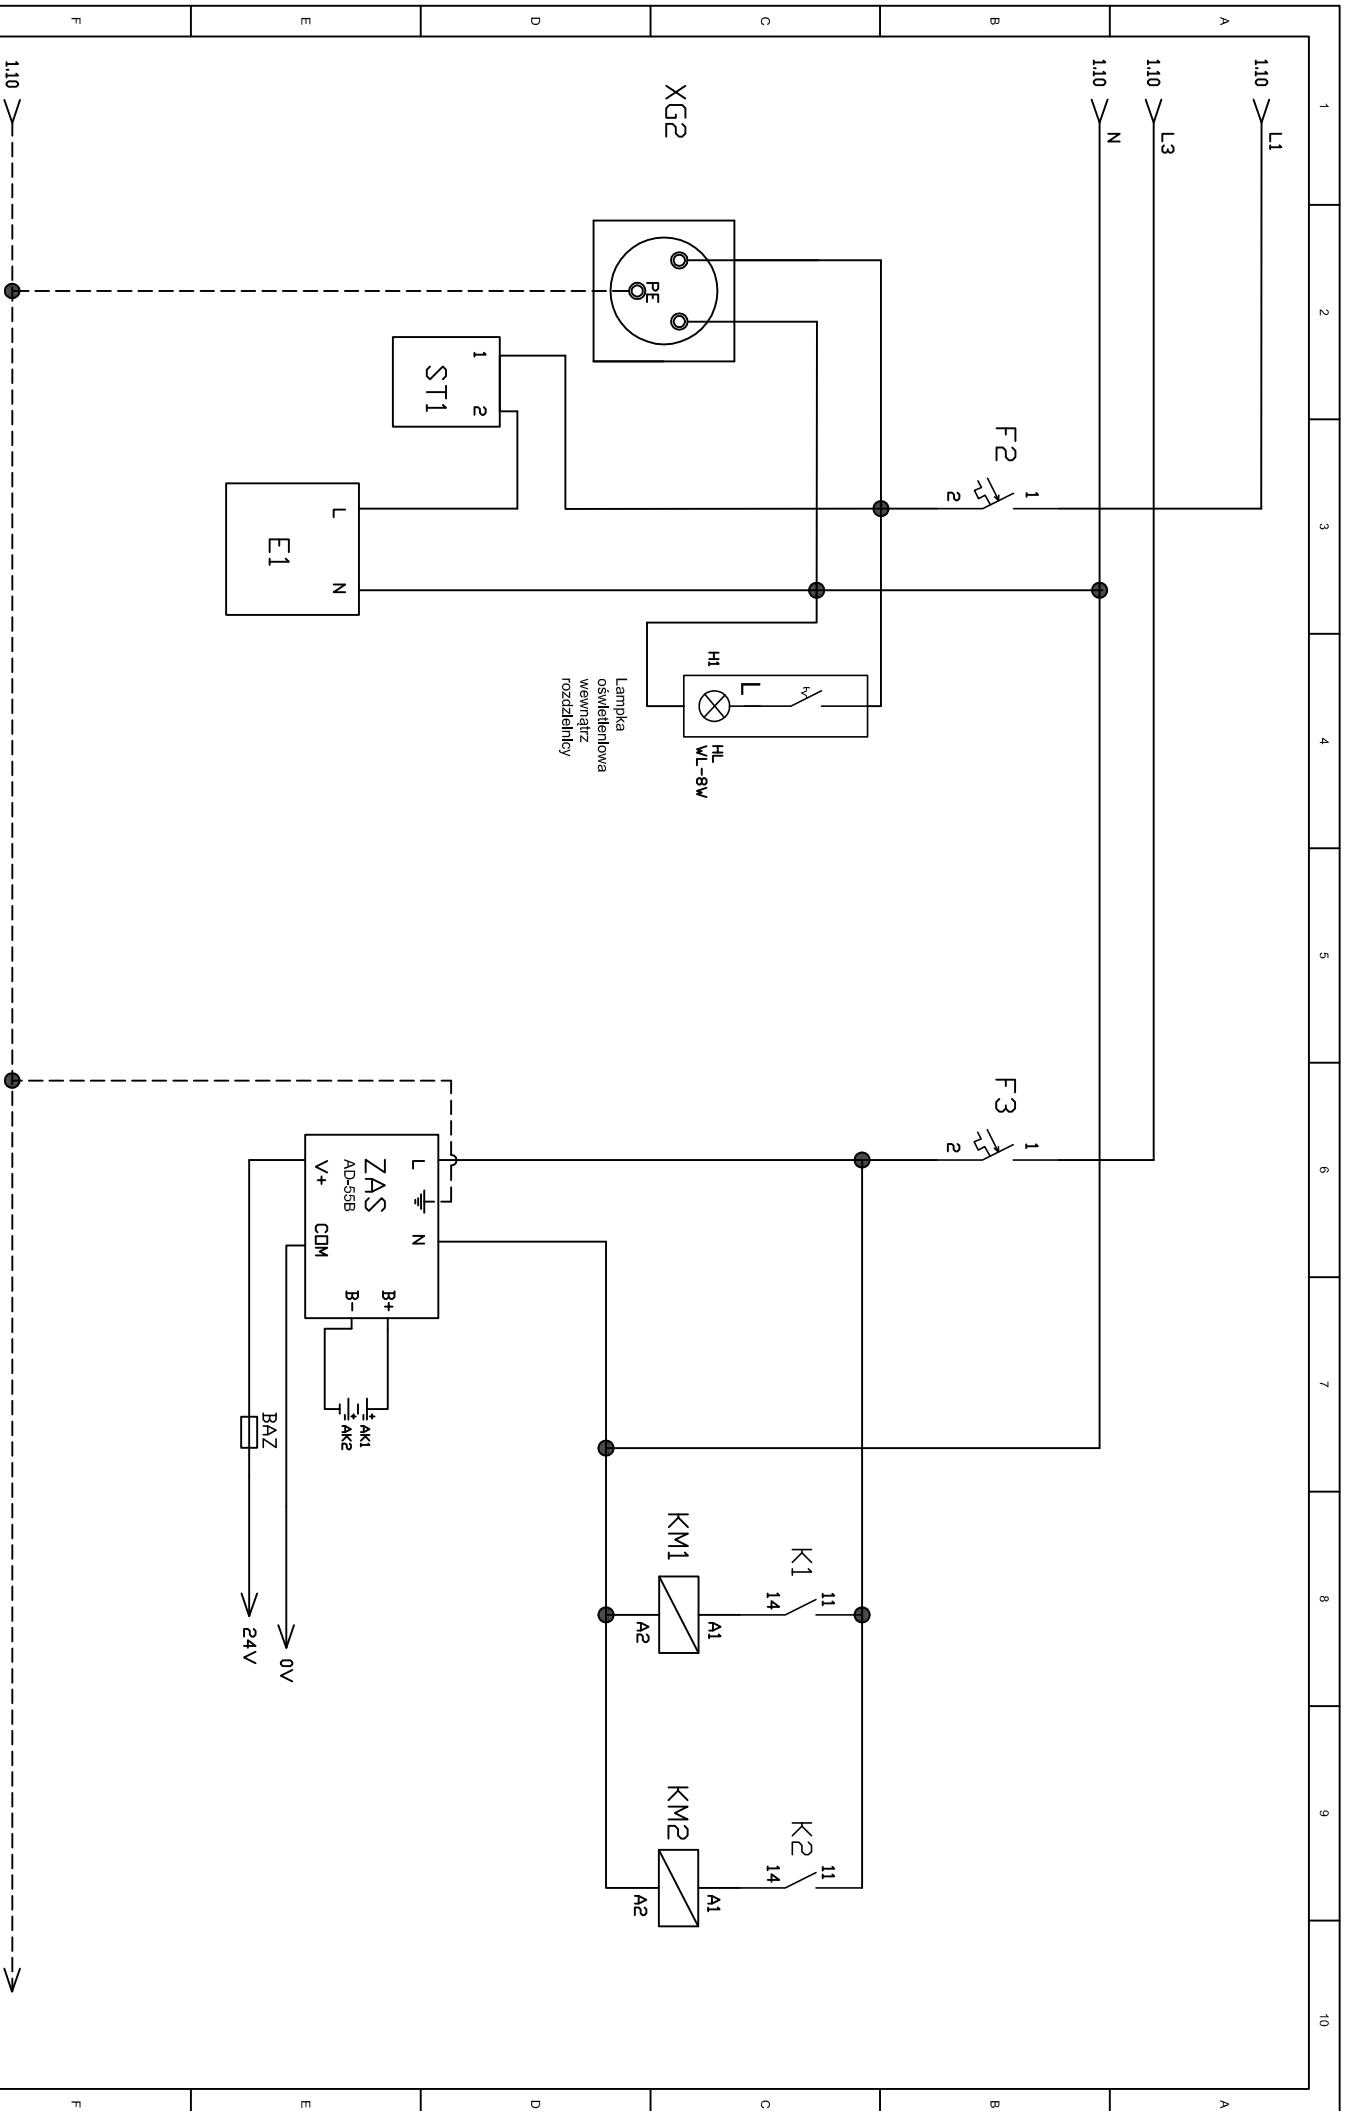 1
2
3
4
5
6
7
8
9
10
A
A
B
B
C
C
D
D
E
E
F
F
1.10
L1
1.10
L3
1.10
N
F2
1
2
F3
1
2
XG2
PE
H1
L
HL
WL-8W
Lampka
oświetleniowa
wewnątrz
rozdzielnicy
K1
11
14
K2
11
14
KM1
A1
A2
KM2
A1
A2
ST1
1
2
E1
L
N
ZAS
AD-55B
L
N
V+
COM
B+
B-
AK1
AK2
BAZ
0V
24V
1.10